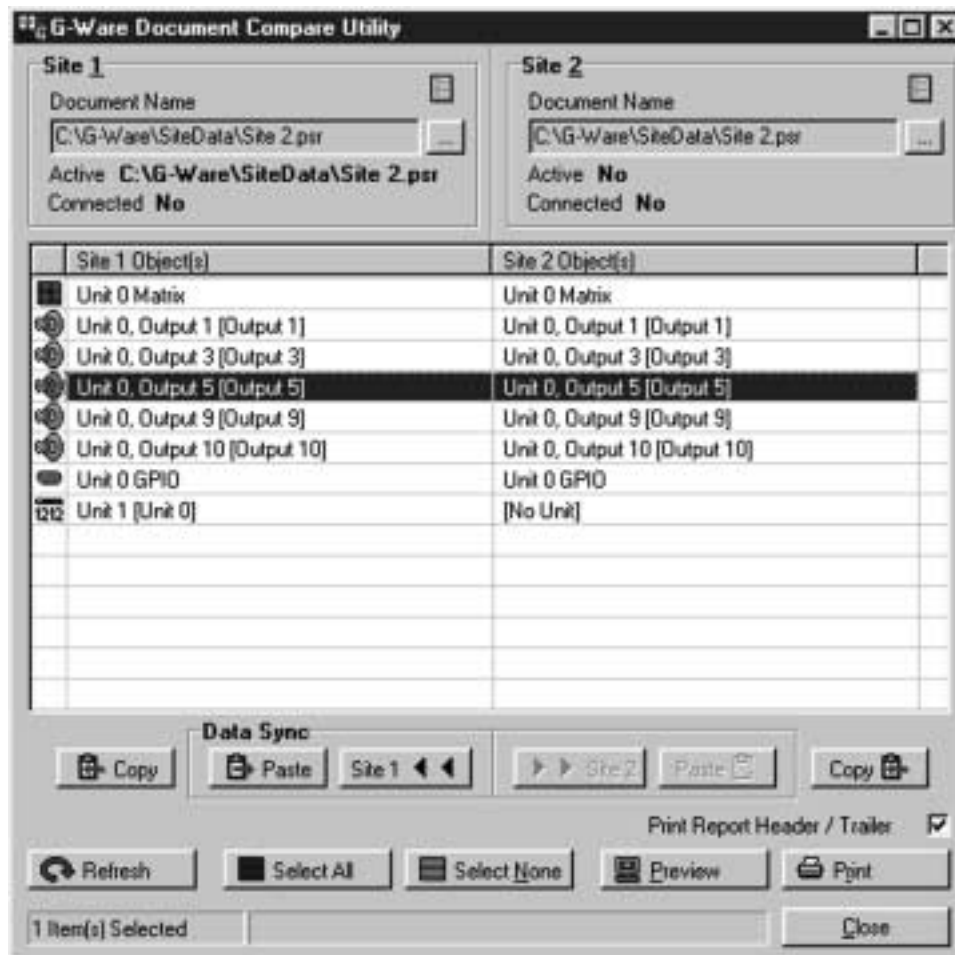 G-Ware Document Compare Utility
Site 1
Document Name
C:\G-Ware\SiteData\Site 2.psr
...
Active C:\G-Ware\SiteData\Site 2.psr
Connected No
Site 2
Document Name
C:\G-Ware\SiteData\Site 2.psr
...
Active No
Connected No
Site 1 Object(s) Site 2 Object(s)
Unit 0 Matrix Unit 0 Matrix
Unit 0, Output 1 [Output 1] Unit 0, Output 1 [Output 1]
Unit 0, Output 3 [Output 3] Unit 0, Output 3 [Output 3]
Unit 0, Output 5 [Output 5] Unit 0, Output 5 [Output 5]
Unit 0, Output 9 [Output 9] Unit 0, Output 9 [Output 9]
Unit 0, Output 10 [Output 10] Unit 0, Output 10 [Output 10]
Unit 0 GPIO Unit 0 GPIO
1212 Unit 1 [Unit 0] [No Unit]
Data Sync
Copy Paste Site 1 Site 2 Paste Copy
Print Report Header / Trailer
Refresh Select All Select None Preview Print
1 Item(s) Selected Close